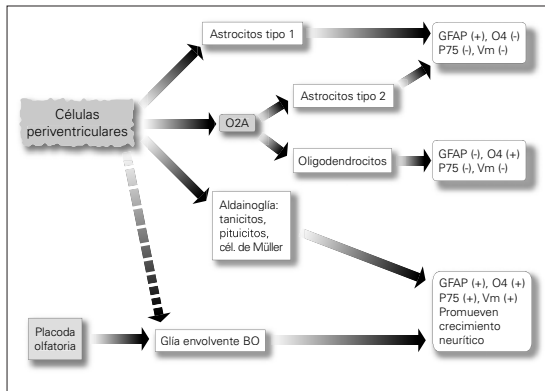 Astrocitos tipo 1
GFAP (+), O4 (-)
P75 (-), Vm (-)
Células
periventriculares
O2A
Astrocitos tipo 2
Oligodendrocitos
GFAP (-), O4 (+)
P75 (-), Vm (-)
Aldainoglía:
tanicitos,
pituicitos,
cél. de Müller
GFAP (+), O4 (+)
P75 (+), Vm (+)
Promueven
crecimiento
neurítico
Placoda
olfatoria
Glía envolvente BO